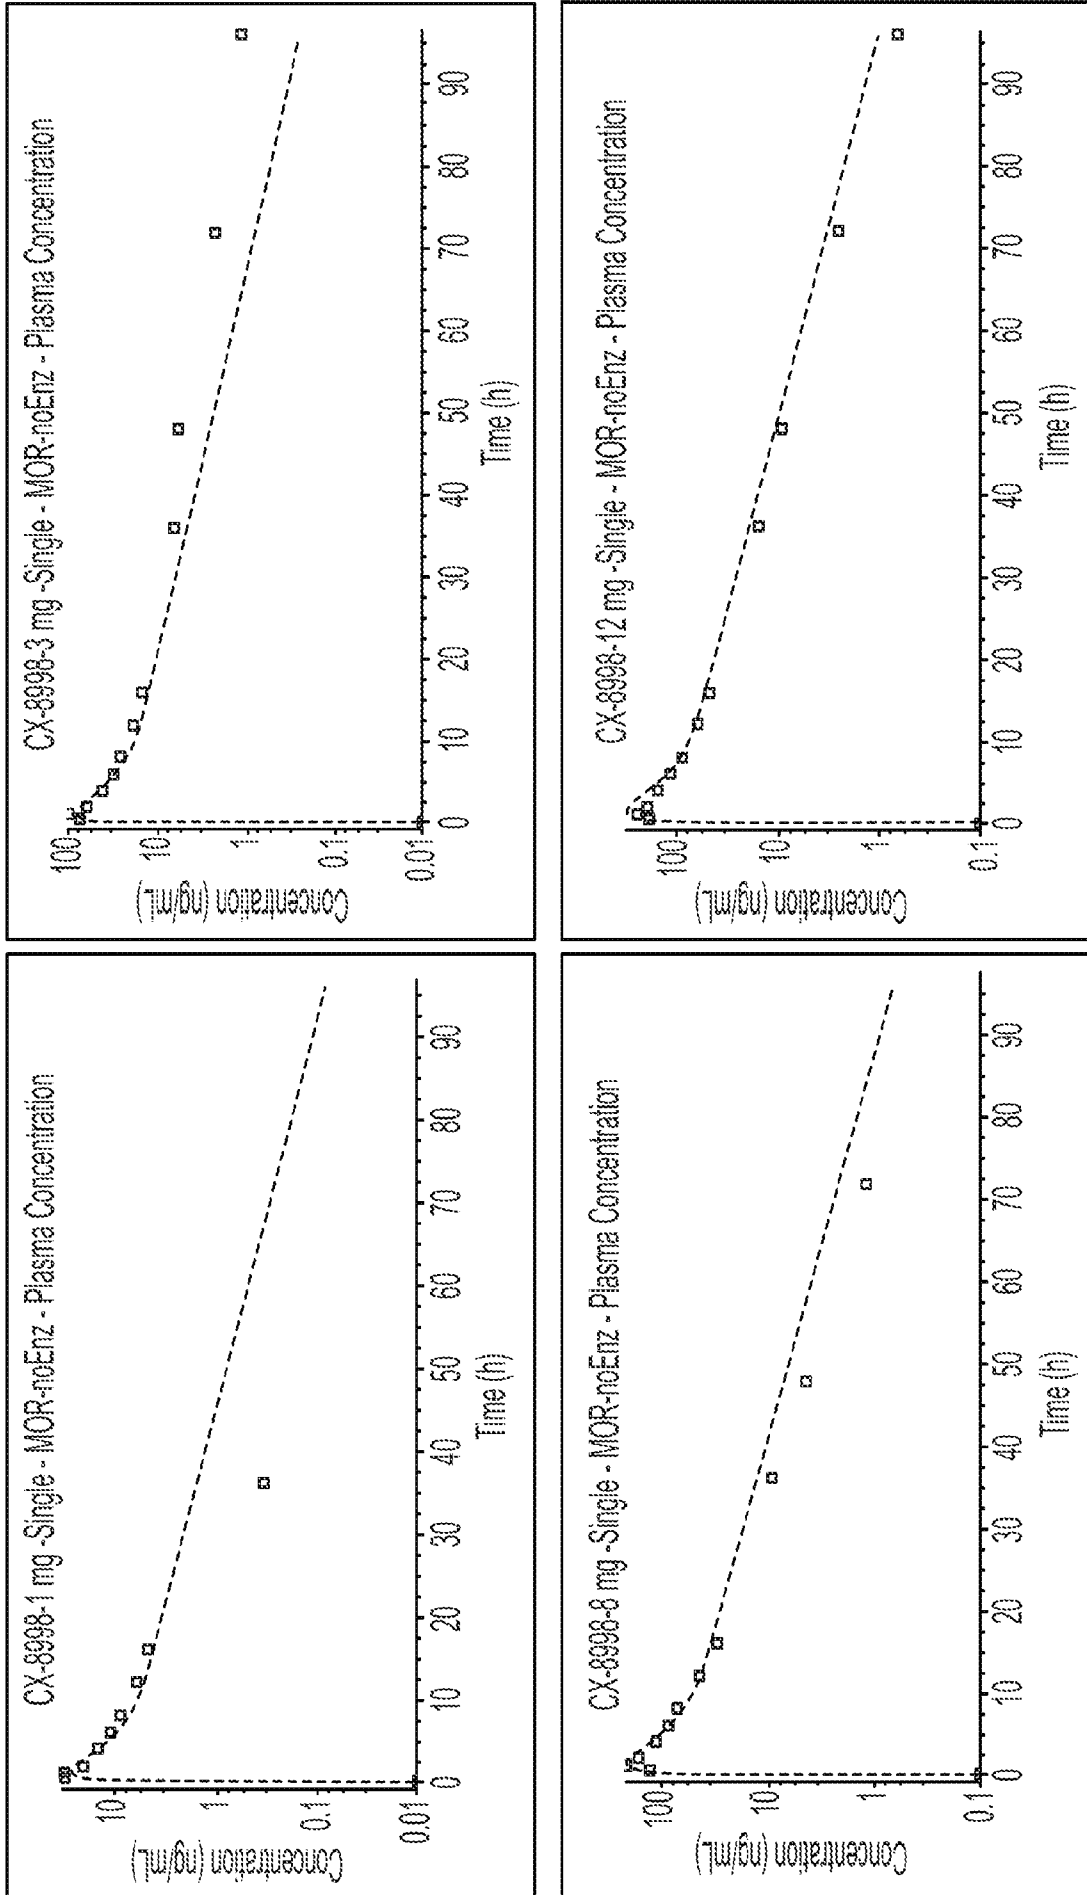 CX-8998-1 mg -Single - MOR-noEnz - Plasma Concentration
Concentration (ng/mL)
10
1
0.1
0.01
0 10 20 30 40 50 60 70 80 90
Time (h)
CX-8998-3 mg -Single - MOR-noEnz - Plasma Concentration
Concentration (ng/mL)
100
10
1
0.1
0.01
0 10 20 30 40 50 60 70 80 90
Time (h)
CX-8998-8 mg -Single - MOR-noEnz - Plasma Concentration
Concentration (ng/mL)
100
10
1
0.1
0 10 20 30 40 50 60 70 80 90
Time (h)
CX-8998-12 mg -Single - MOR-noEnz - Plasma Concentration
Concentration (ng/mL)
100
10
1
0.1
0 10 20 30 40 50 60 70 80 90
Time (h)